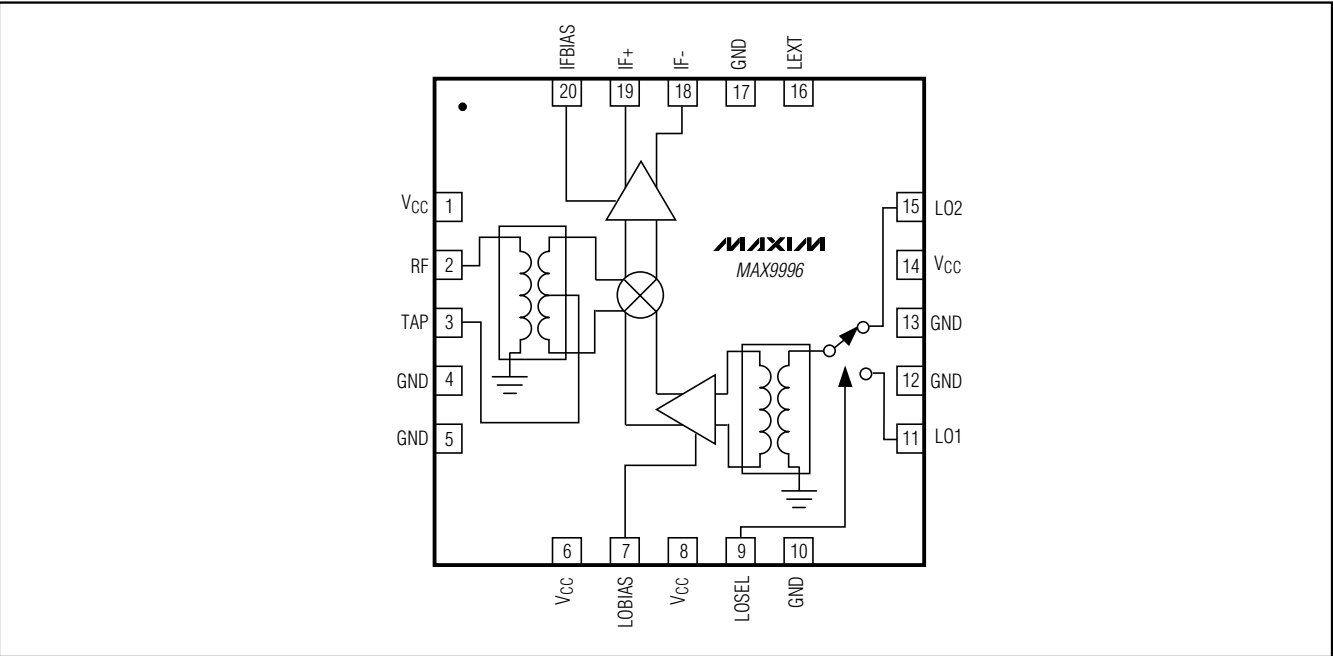 IFBIAS
IF+
IF-
GND
LEXT
20
19
18
17
16
VCC 1
RF 2
TAP 3
GND 4
GND 5
MAXIM
MAX9996
15 LO2
14 VCC
13 GND
12 GND
11 LO1
6
7
8
9
10
VCC
LOBIAS
VCC
LOSEL
GND